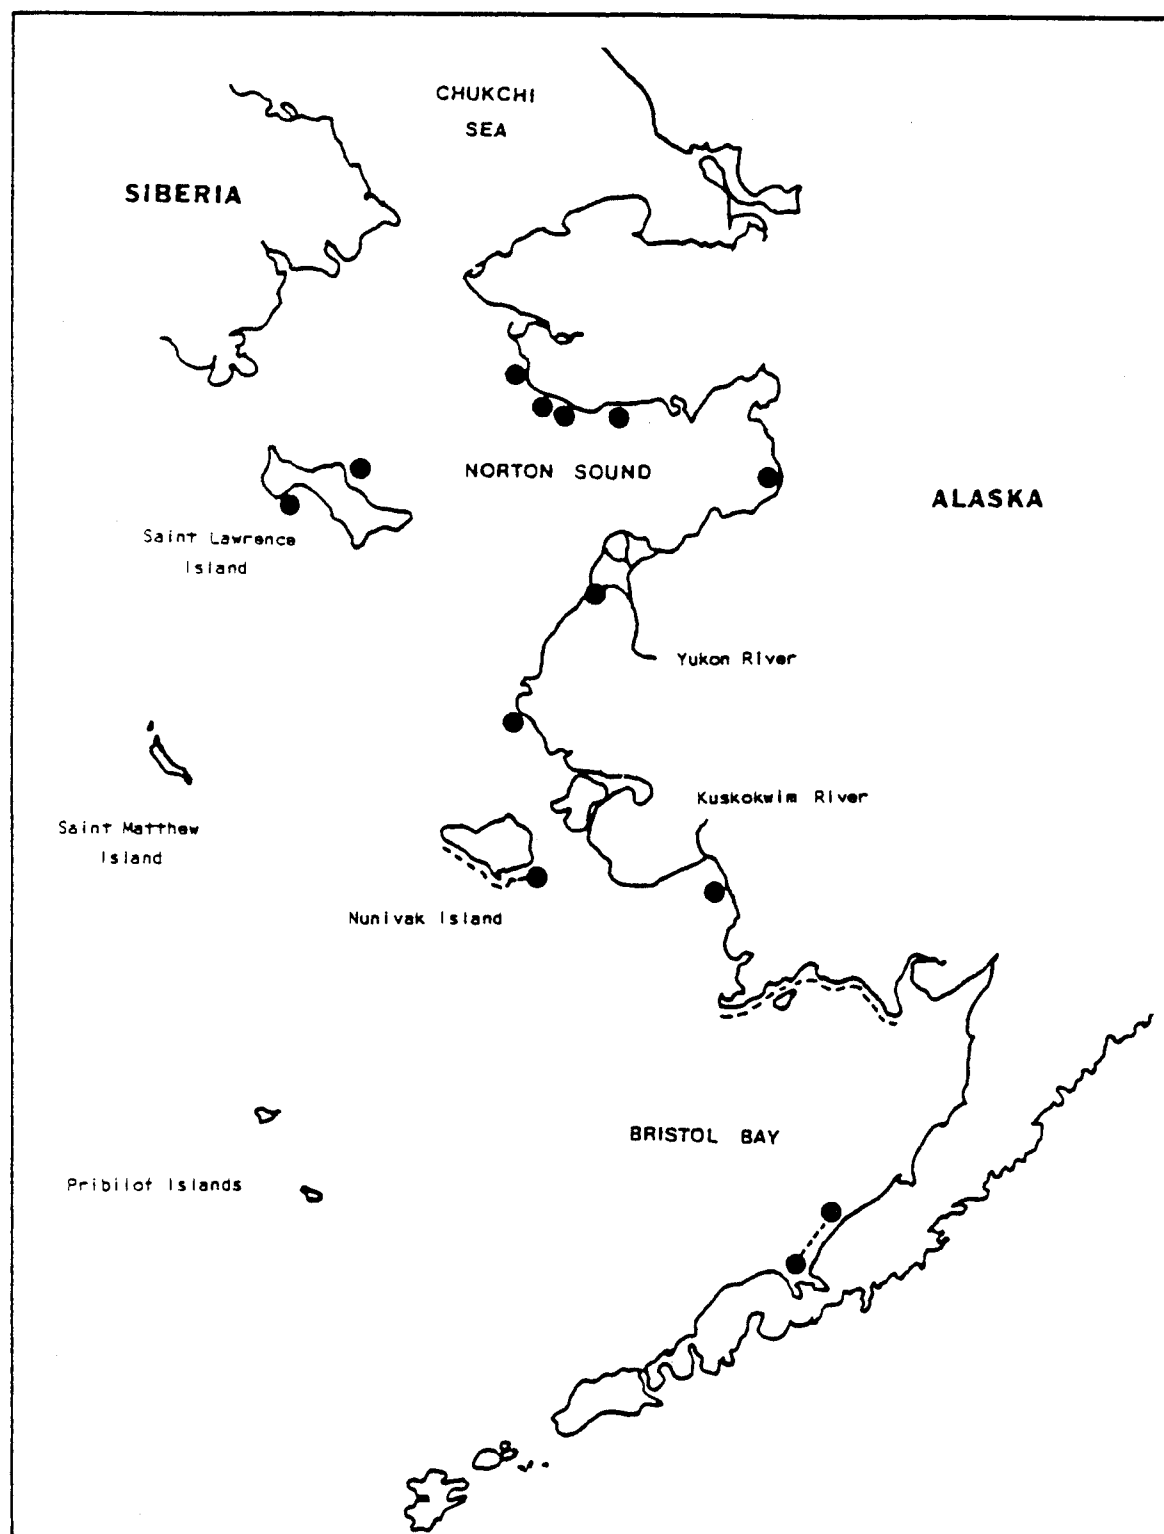 CHUKCHI
SEA
SIBERIA
NORTON SOUND
ALASKA
Saint Lawrence
Island
Yukon River
Kuskokwim River
Saint Matthew
Island
Nunivak Island
BRISTOL BAY
Pribilof Islands